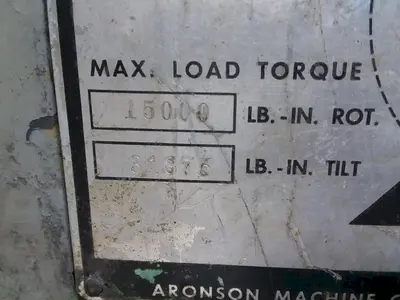 MAX. LOAD TORQUE
15000 LB.-IN. ROT.
LB.-IN. TILT
ARONSON MACHINE